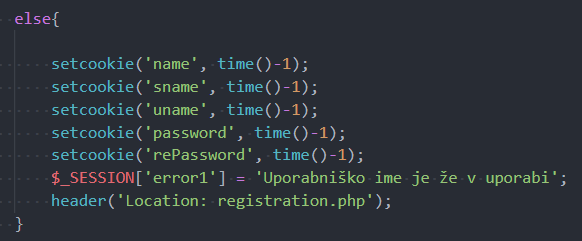 else{
setcookie('name', time()-1);
setcookie('sname', time()-1);
setcookie('uname', time()-1);
setcookie('password', time()-1);
setcookie('rePassword', time()-1);
$_SESSION['error1'] = 'Uporabniško ime je že v uporabi';
header('Location: registration.php');
}